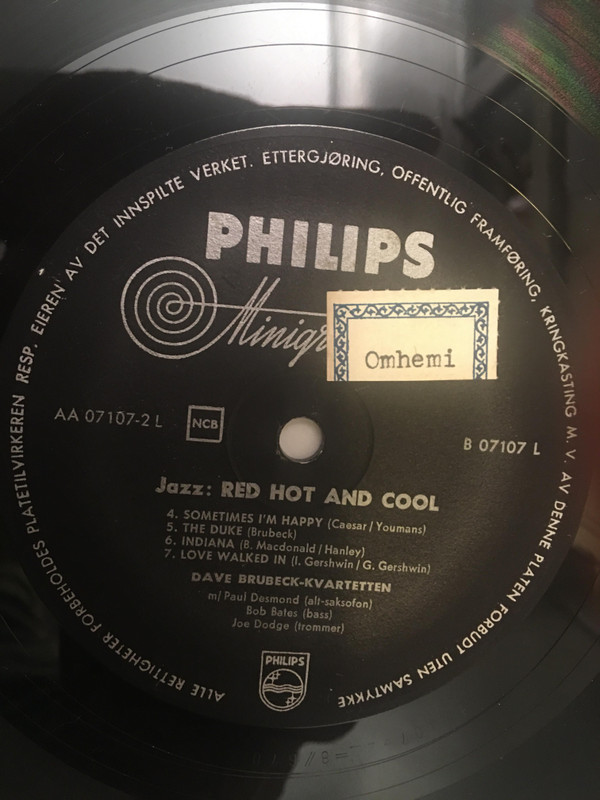 ALLE RETTIGHETER FORBEHOLDES PLATETILVIRKEREN RESP. EIEREN AV DET INNSPILTE VERKET. ETTERGJØRING, OFFENTLIG FRAMFØRING, KRINGKASTING M. V. AV DENNE PLATEN FORBUDT UTEN SAMTYKKE
PHILIPS
Minigr
Omhemi
AA 07107-2 L
NCB
B 07107 L
Jazz: RED HOT AND COOL
4. SOMETIMES I'M HAPPY (Caesar / Youmans)
5. THE DUKE (Brubeck)
6. INDIANA (B. Macdonald / Hanley)
7. LOVE WALKED IN (I. Gershwin / G. Gershwin)
DAVE BRUBECK-KVARTETTEN
m/ Paul Desmond (alt-saksofon)
Bob Bates (bass)
Joe Dodge (trommer)
PHILIPS